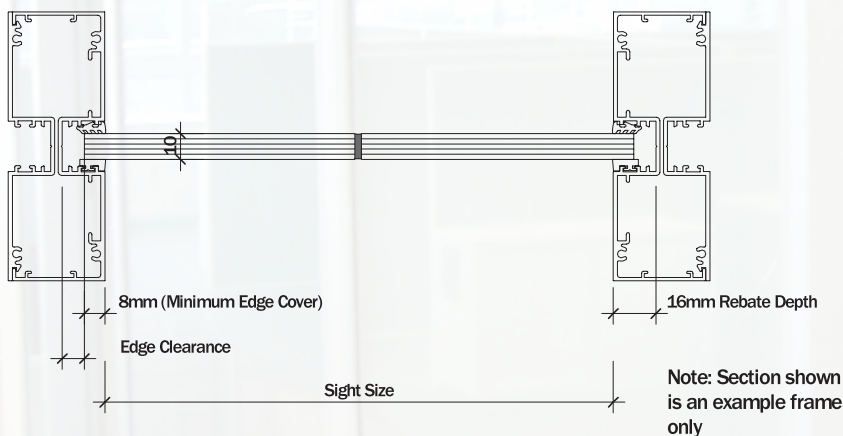 10
8mm (Minimum Edge Cover)
16mm Rebate Depth
Edge Clearance
Sight Size
Note: Section shown
is an example frame
only